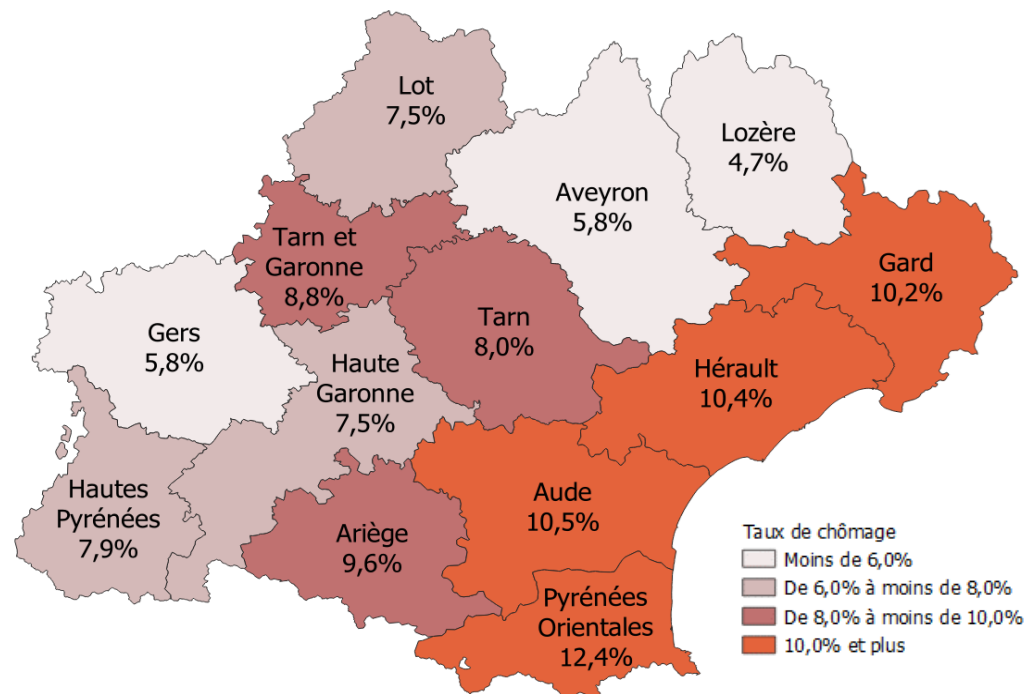 Lot
7,5%
Lozère
4,7%
Aveyron
5,8%
Tarn et
Garonne
8,8%
Gard
10,2%
Gers
5,8%
Tarn
8,0%
Haute
Garonne
7,5%
Hérault
10,4%
Hautes
Pyrénées
7,9%
Ariège
9,6%
Aude
10,5%
Pyrénées
Orientales
12,4%
Taux de chômage
Moins de 6,0%
De 6,0% à moins de 8,0%
De 8,0% à moins de 10,0%
10,0% et plus